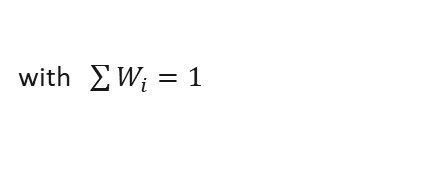 with ∑ Wᵢ = 1